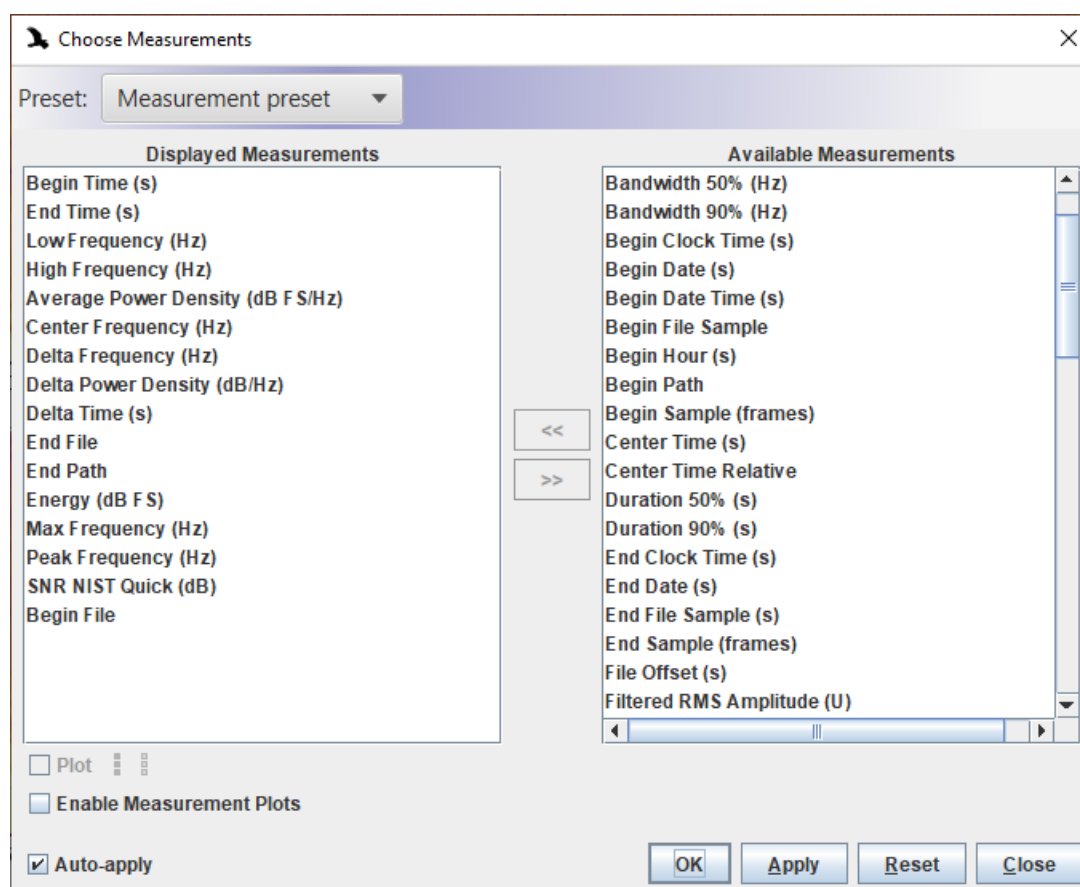 Choose Measurements
Preset: Measurement preset
Displayed Measurements
Begin Time (s)
End Time (s)
Low Frequency (Hz)
High Frequency (Hz)
Average Power Density (dB FS/Hz)
Center Frequency (Hz)
Delta Frequency (Hz)
Delta Power Density (dB/Hz)
Delta Time (s)
End File
End Path
Energy (dB FS)
Max Frequency (Hz)
Peak Frequency (Hz)
SNR NIST Quick (dB)
Begin File
<<
>>
Available Measurements
Bandwidth 50% (Hz)
Bandwidth 90% (Hz)
Begin Clock Time (s)
Begin Date (s)
Begin Date Time (s)
Begin File Sample
Begin Hour (s)
Begin Path
Begin Sample (frames)
Center Time (s)
Center Time Relative
Duration 50% (s)
Duration 90% (s)
End Clock Time (s)
End Date (s)
End File Sample (s)
End Sample (frames)
File Offset (s)
Filtered RMS Amplitude (U)
Plot
Enable Measurement Plots
Auto-apply
OK Apply Reset Close